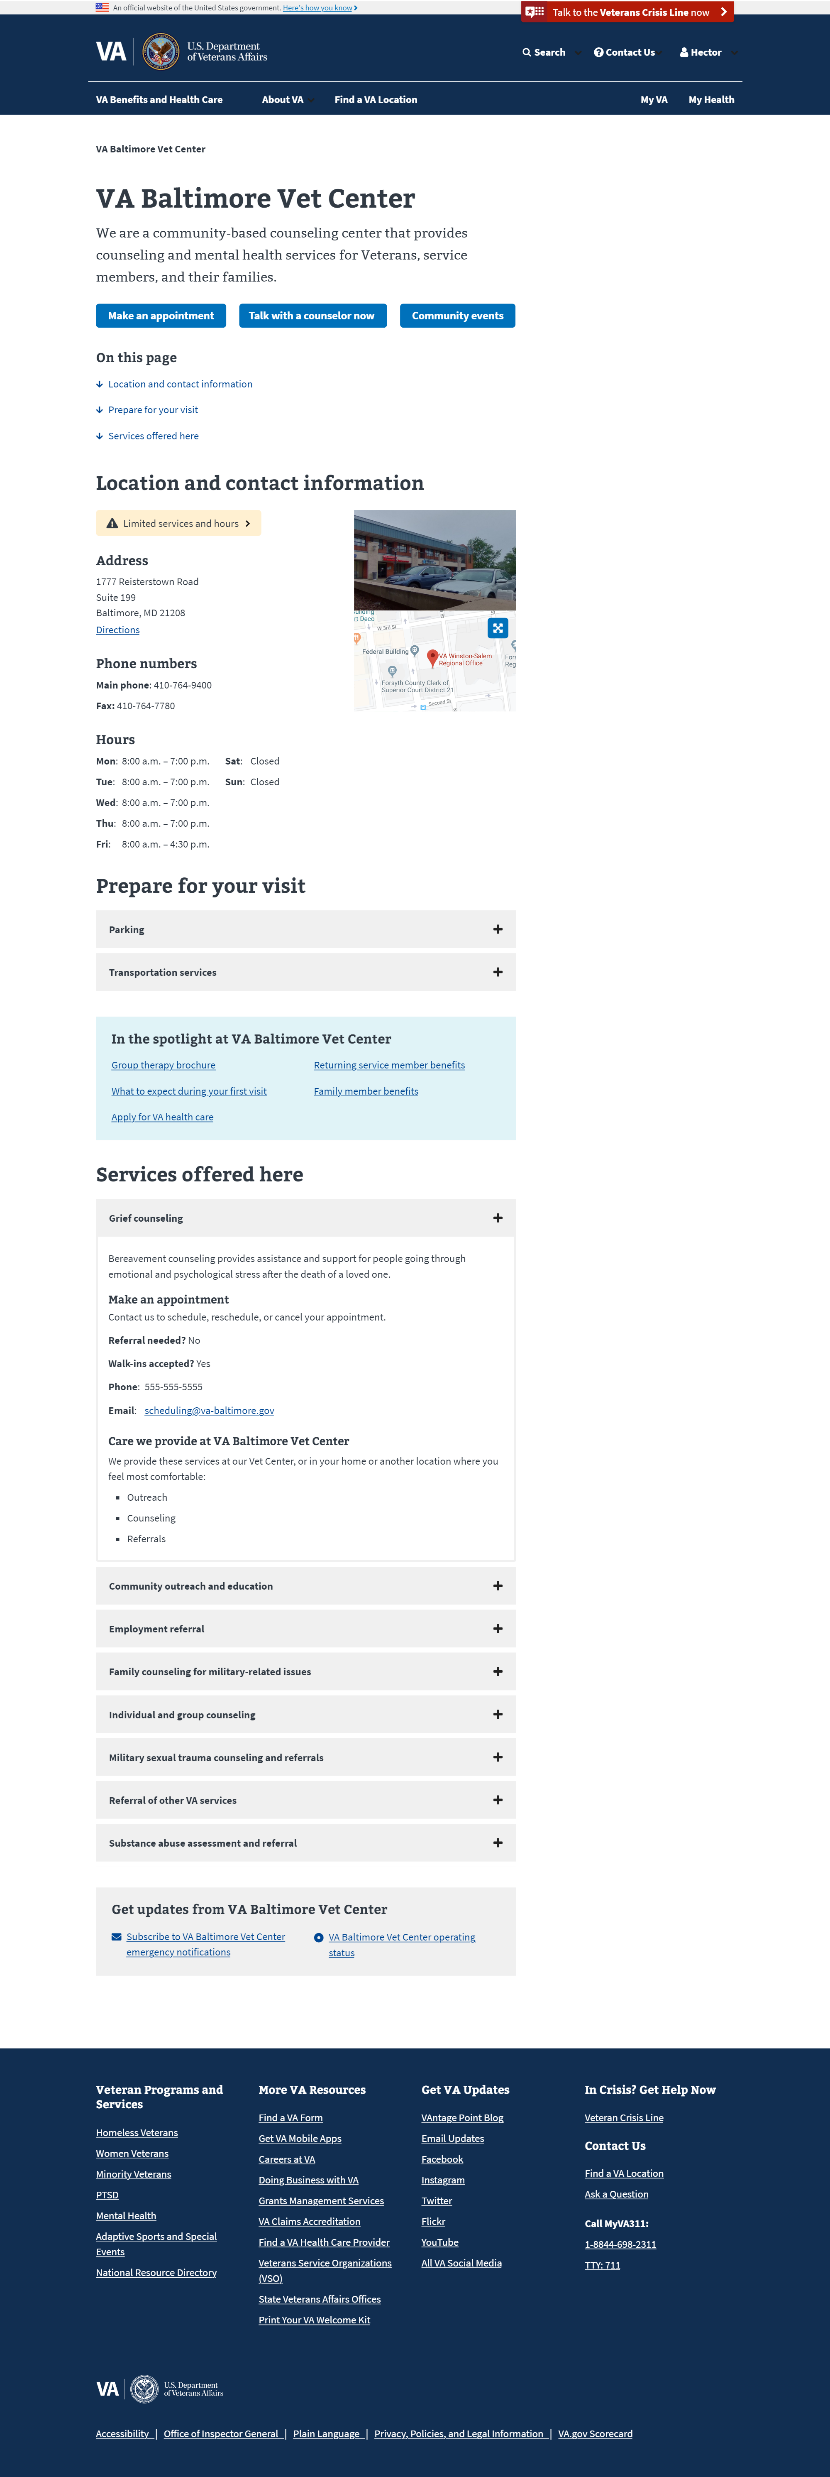 An official website of the United States government. Here's how you know
Talk to the Veterans Crisis Line now
VA
U.S. Department
of Veterans Affairs
Search
Contact Us
Hector
VA Benefits and Health Care
About VA
Find a VA Location
My VA
My Health
VA Baltimore Vet Center
VA Baltimore Vet Center
We are a community-based counseling center that provides
counseling and mental health services for Veterans, service
members, and their families.
Make an appointment
Talk with a counselor now
Community events
On this page
Location and contact information
Prepare for your visit
Services offered here
Location and contact information
Limited services and hours
Address
1777 Reisterstown Road
Suite 199
Baltimore, MD 21208
Directions
Phone numbers
Main phone: 410-764-9400
Fax: 410-764-7780
rt Deco
W 5th St
Federal Building
VA Winston-Salem
Regional Office
Forsyth County Clerk of
Superior Court District 21
Second St
Hours
Mon: 8:00 a.m. – 7:00 p.m. Sat: Closed
Tue: 8:00 a.m. – 7:00 p.m. Sun: Closed
Wed: 8:00 a.m. – 7:00 p.m.
Thu: 8:00 a.m. – 7:00 p.m.
Fri: 8:00 a.m. – 4:30 p.m.
Prepare for your visit
Parking
Transportation services
In the spotlight at VA Baltimore Vet Center
Group therapy brochure
Returning service member benefits
What to expect during your first visit
Family member benefits
Apply for VA health care
Services offered here
Grief counseling
Bereavement counseling provides assistance and support for people going through
emotional and psychological stress after the death of a loved one.
Make an appointment
Contact us to schedule, reschedule, or cancel your appointment.
Referral needed? No
Walk-ins accepted? Yes
Phone: 555-555-5555
Email: scheduling@va-baltimore.gov
Care we provide at VA Baltimore Vet Center
We provide these services at our Vet Center, or in your home or another location where you
feel most comfortable:
Outreach
Counseling
Referrals
Community outreach and education
Employment referral
Family counseling for military-related issues
Individual and group counseling
Military sexual trauma counseling and referrals
Referral of other VA services
Substance abuse assessment and referral
Get updates from VA Baltimore Vet Center
Subscribe to VA Baltimore Vet Center
emergency notifications
VA Baltimore Vet Center operating
status
Veteran Programs and
Services
Homeless Veterans
Women Veterans
Minority Veterans
PTSD
Mental Health
Adaptive Sports and Special
Events
National Resource Directory
More VA Resources
Find a VA Form
Get VA Mobile Apps
Careers at VA
Doing Business with VA
Grants Management Services
VA Claims Accreditation
Find a VA Health Care Provider
Veterans Service Organizations
(VSO)
State Veterans Affairs Offices
Print Your VA Welcome Kit
Get VA Updates
VAntage Point Blog
Email Updates
Facebook
Instagram
Twitter
Flickr
YouTube
All VA Social Media
In Crisis? Get Help Now
Veteran Crisis Line
Contact Us
Find a VA Location
Ask a Question
Call MyVA311:
1-8844-698-2311
TTY: 711
VA
U.S. Department
of Veterans Affairs
Accessibility | Office of Inspector General | Plain Language | Privacy, Policies, and Legal Information | VA.gov Scorecard